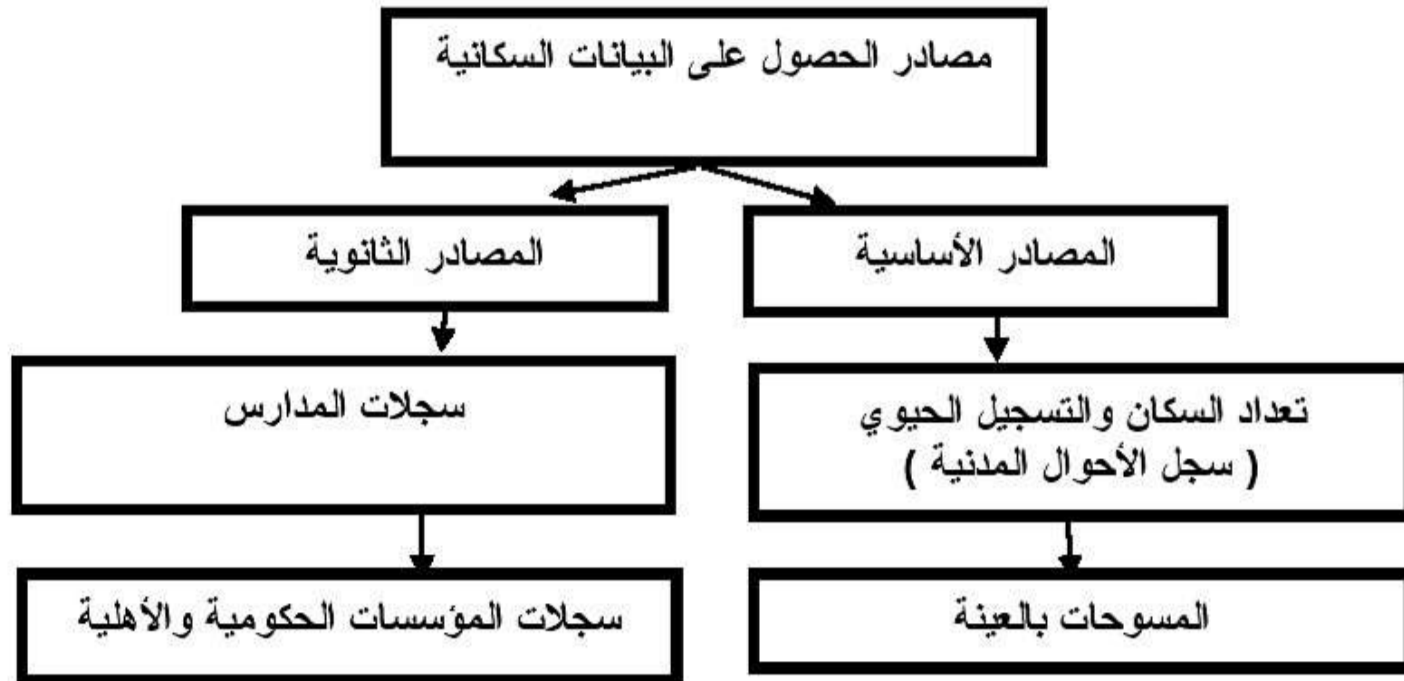 مصادر الحصول على البيانات السكانية
المصادر الأساسية
المصادر الثانوية
تعداد السكان والتسجيل الحيوي
( سجل الأحوال المدنية )
سجلات المدارس
المسوحات بالعينة
سجلات المؤسسات الحكومية والأهلية